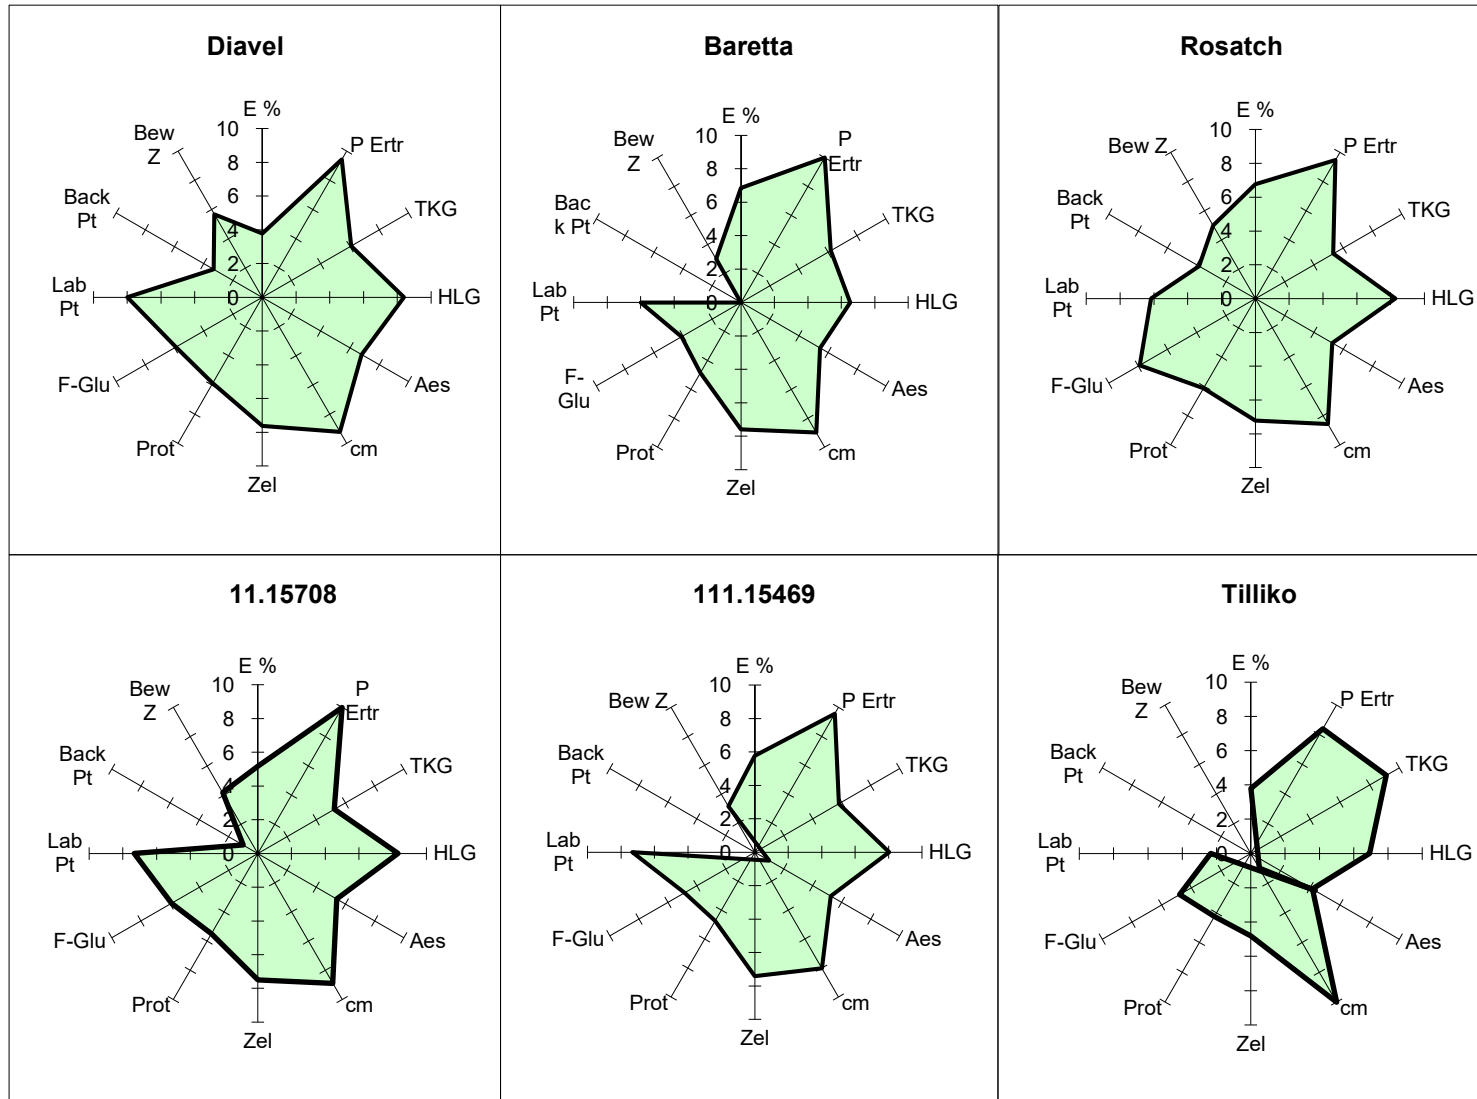 Diavel
E %
10
8
6
4
2
0
P Ertr
TKG
HLG
Aes
cm
Zel
Prot
F-Glu
Lab
Pt
Back
Pt
Bew
Z
Baretta
E %
10
8
6
4
2
0
P
Ertr
TKG
HLG
Aes
cm
Zel
Prot
F-
Glu
Lab
Pt
Bac
k Pt
Bew
Z
Rosatch
E %
10
8
6
4
2
0
P Ertr
TKG
HLG
Aes
cm
Zel
Prot
F-Glu
Lab
Pt
Back
Pt
Bew Z
11.15708
E %
10
8
6
4
2
0
P
Ertr
TKG
HLG
Aes
cm
Zel
Prot
F-Glu
Lab
Pt
Back
Pt
Bew
Z
111.15469
E %
10
8
6
4
2
0
P Ertr
TKG
HLG
Aes
cm
Zel
Prot
F-Glu
Lab
Pt
Back
Pt
Bew Z
Tilliko
E %
10
8
6
4
2
0
P Ertr
TKG
HLG
Aes
cm
Zel
Prot
F-Glu
Lab
Pt
Back
Pt
Bew
Z